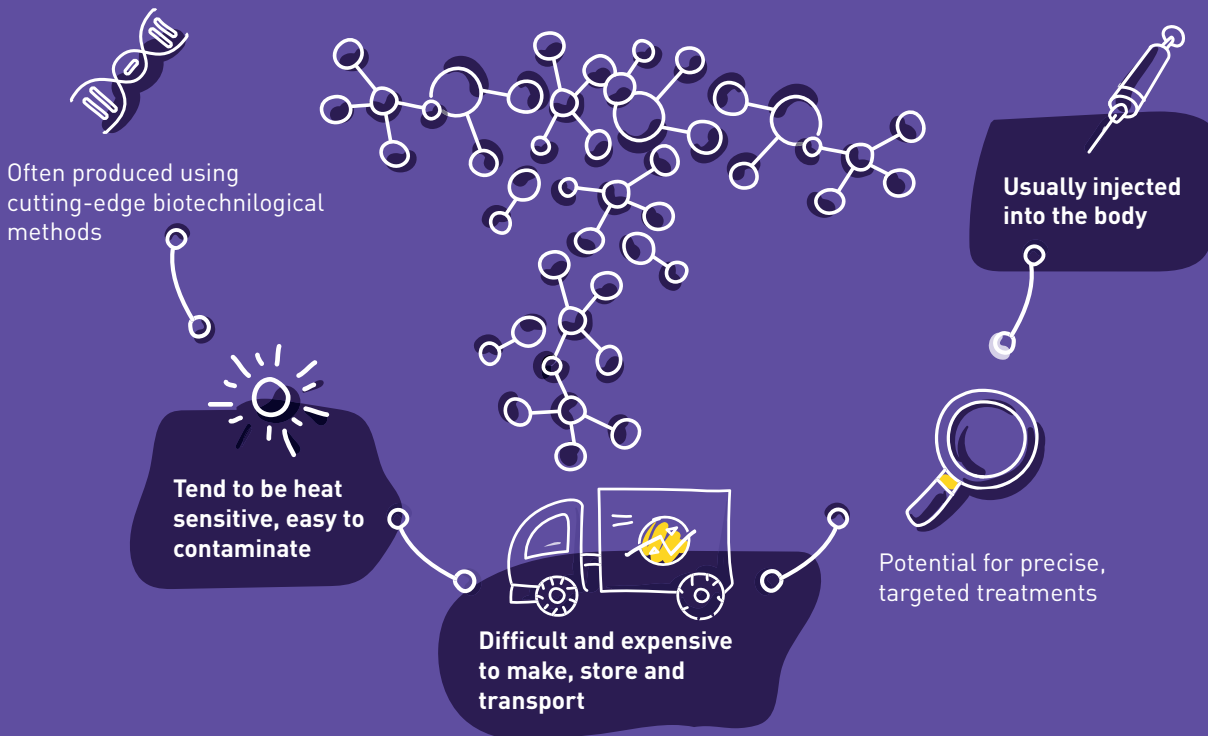 Often produced using
cutting-edge biotechnilogical
methods
Usually injected
into the body
Tend to be heat
sensitive, easy to
contaminate
Potential for precise,
targeted treatments
Difficult and expensive
to make, store and
transport